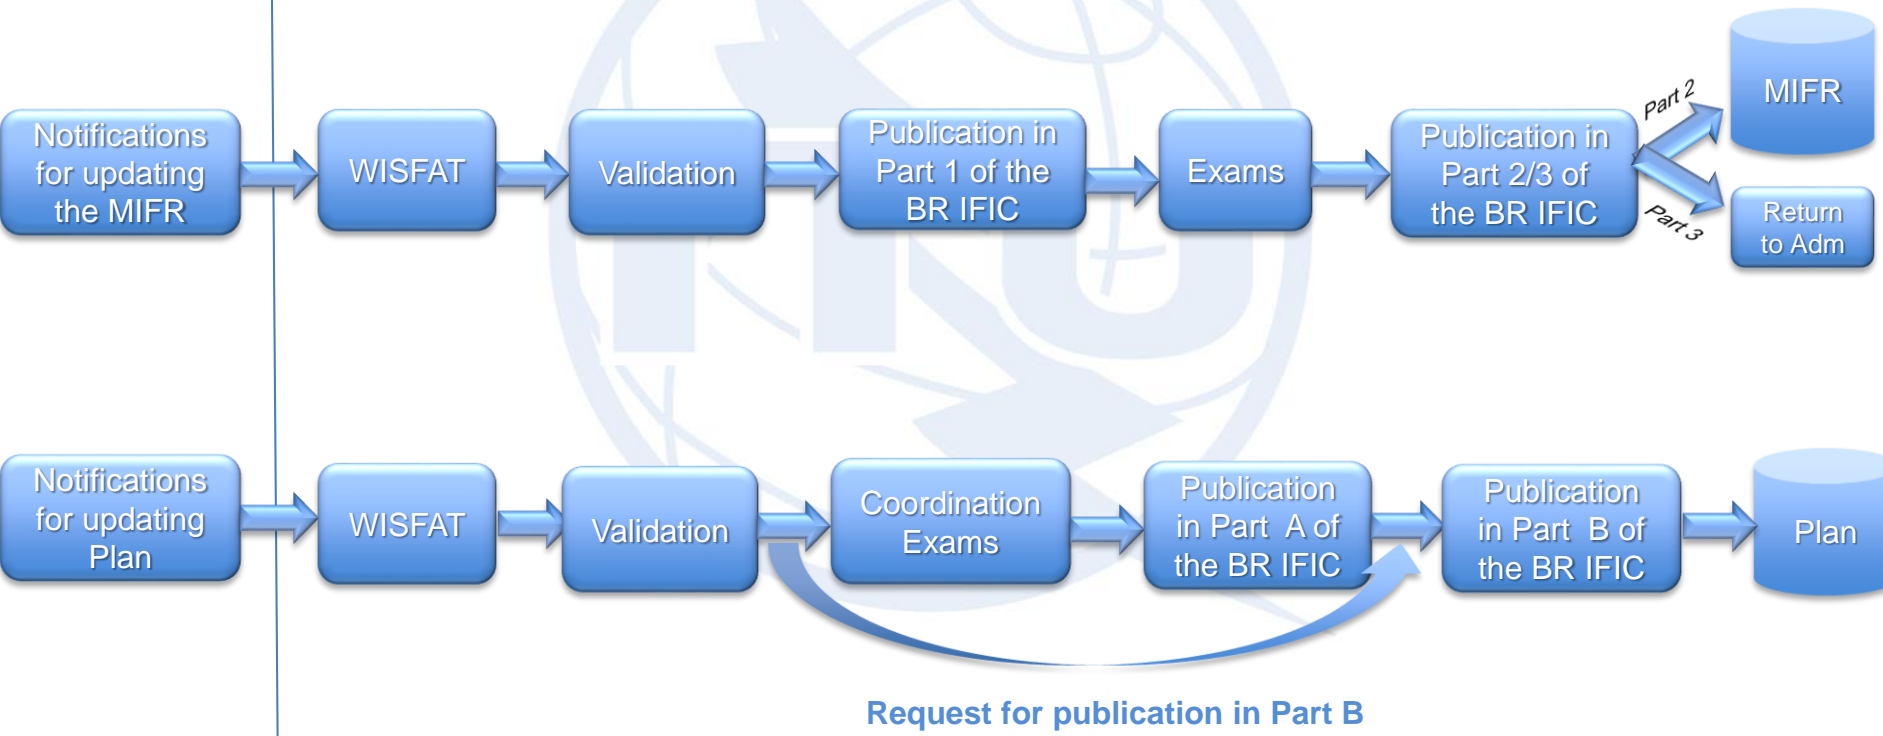 Notifications
for updating
the MIFR
WISFAT
Validation
Publication in
Part 1 of the
BR IFIC
Exams
Publication in
Part 2/3 of
the BR IFIC
Part 2
Part 3
MIFR
Return
to Adm
ITU
Notifications
for updating
Plan
WISFAT
Validation
Coordination
Exams
Publication
in Part A of
the BR IFIC
Publication
in Part B of
the BR IFIC
Plan
Request for publication in Part B